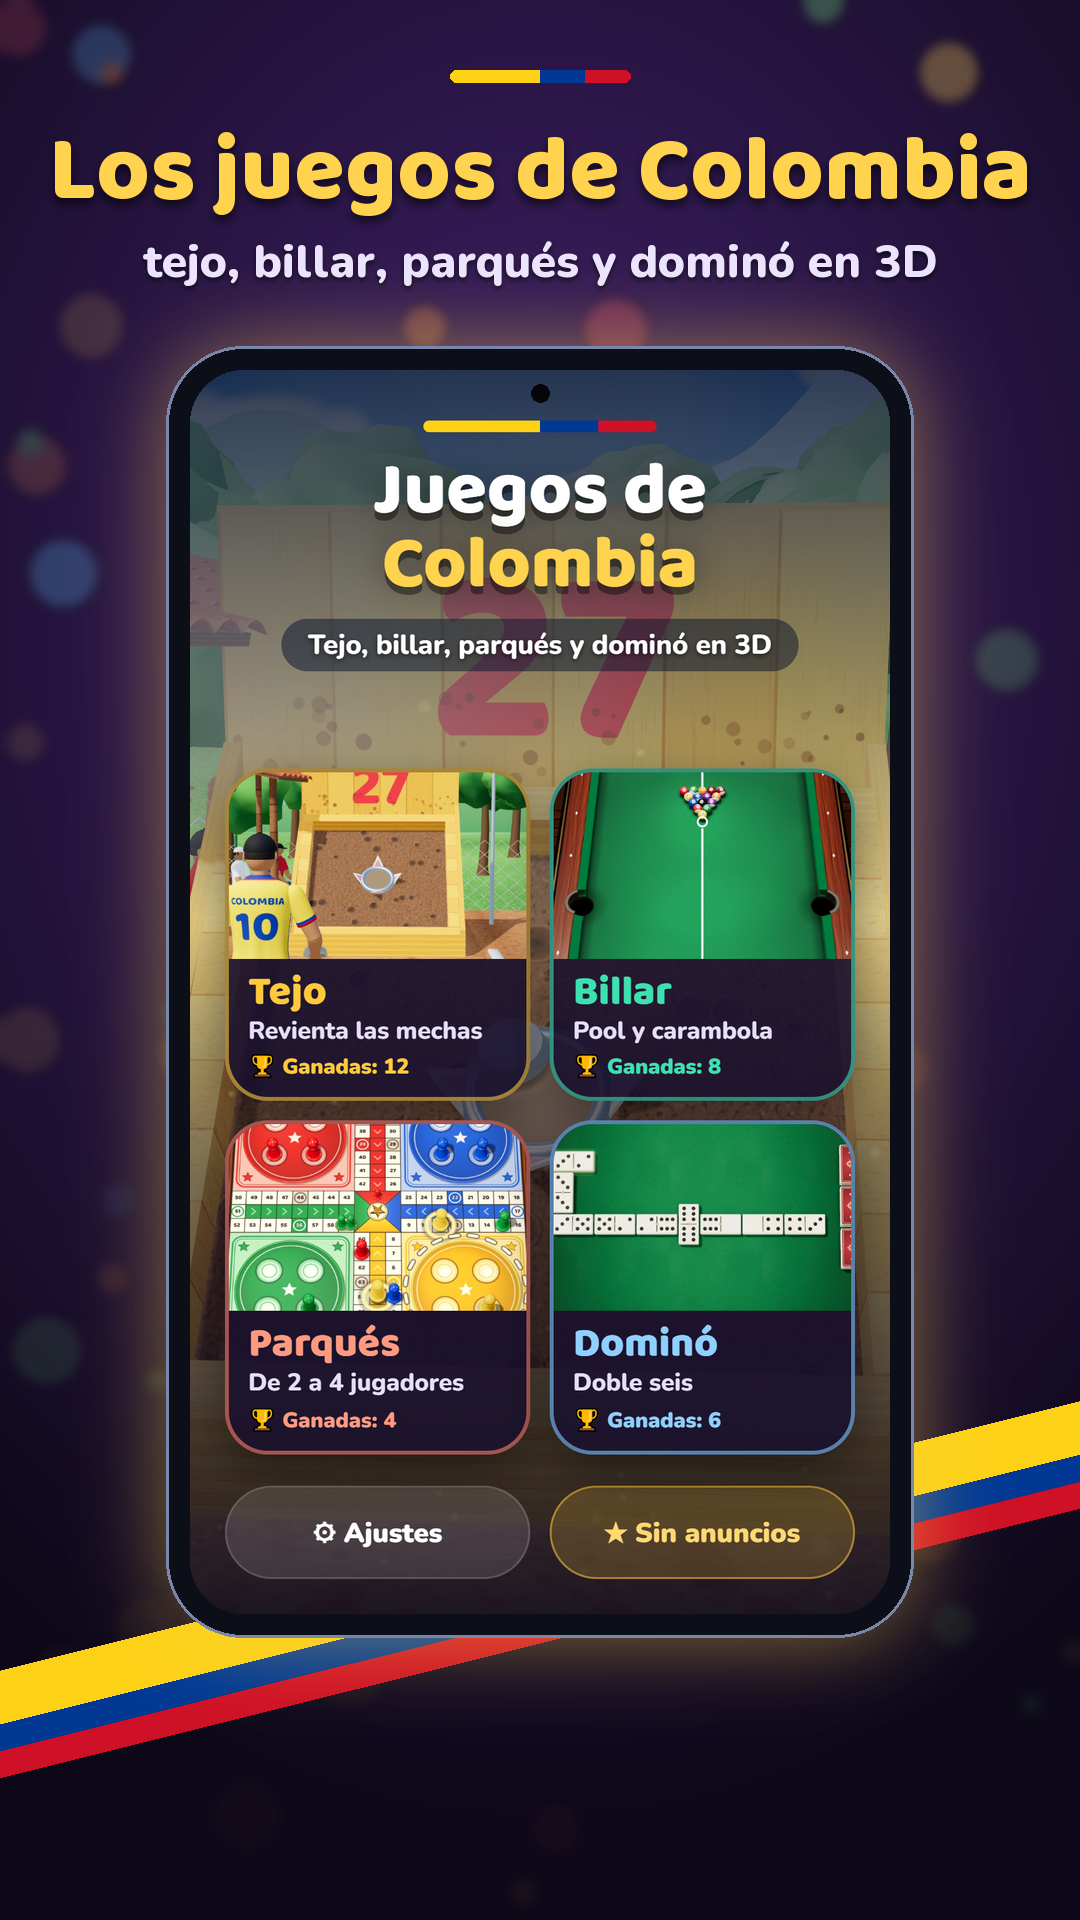 Los juegos de Colombia
tejo, billar, parqués y dominó en 3D
Juegos de
Colombia
Tejo, billar, parqués y dominó en 3D
27
27
COLOMBIA
10
Tejo
Revienta las mechas
🏆 Ganadas: 12
Billar
Pool y carambola
🏆 Ganadas: 8
Parqués
De 2 a 4 jugadores
🏆 Ganadas: 4
Dominó
Doble seis
🏆 Ganadas: 6
⚙ Ajustes
★ Sin anuncios